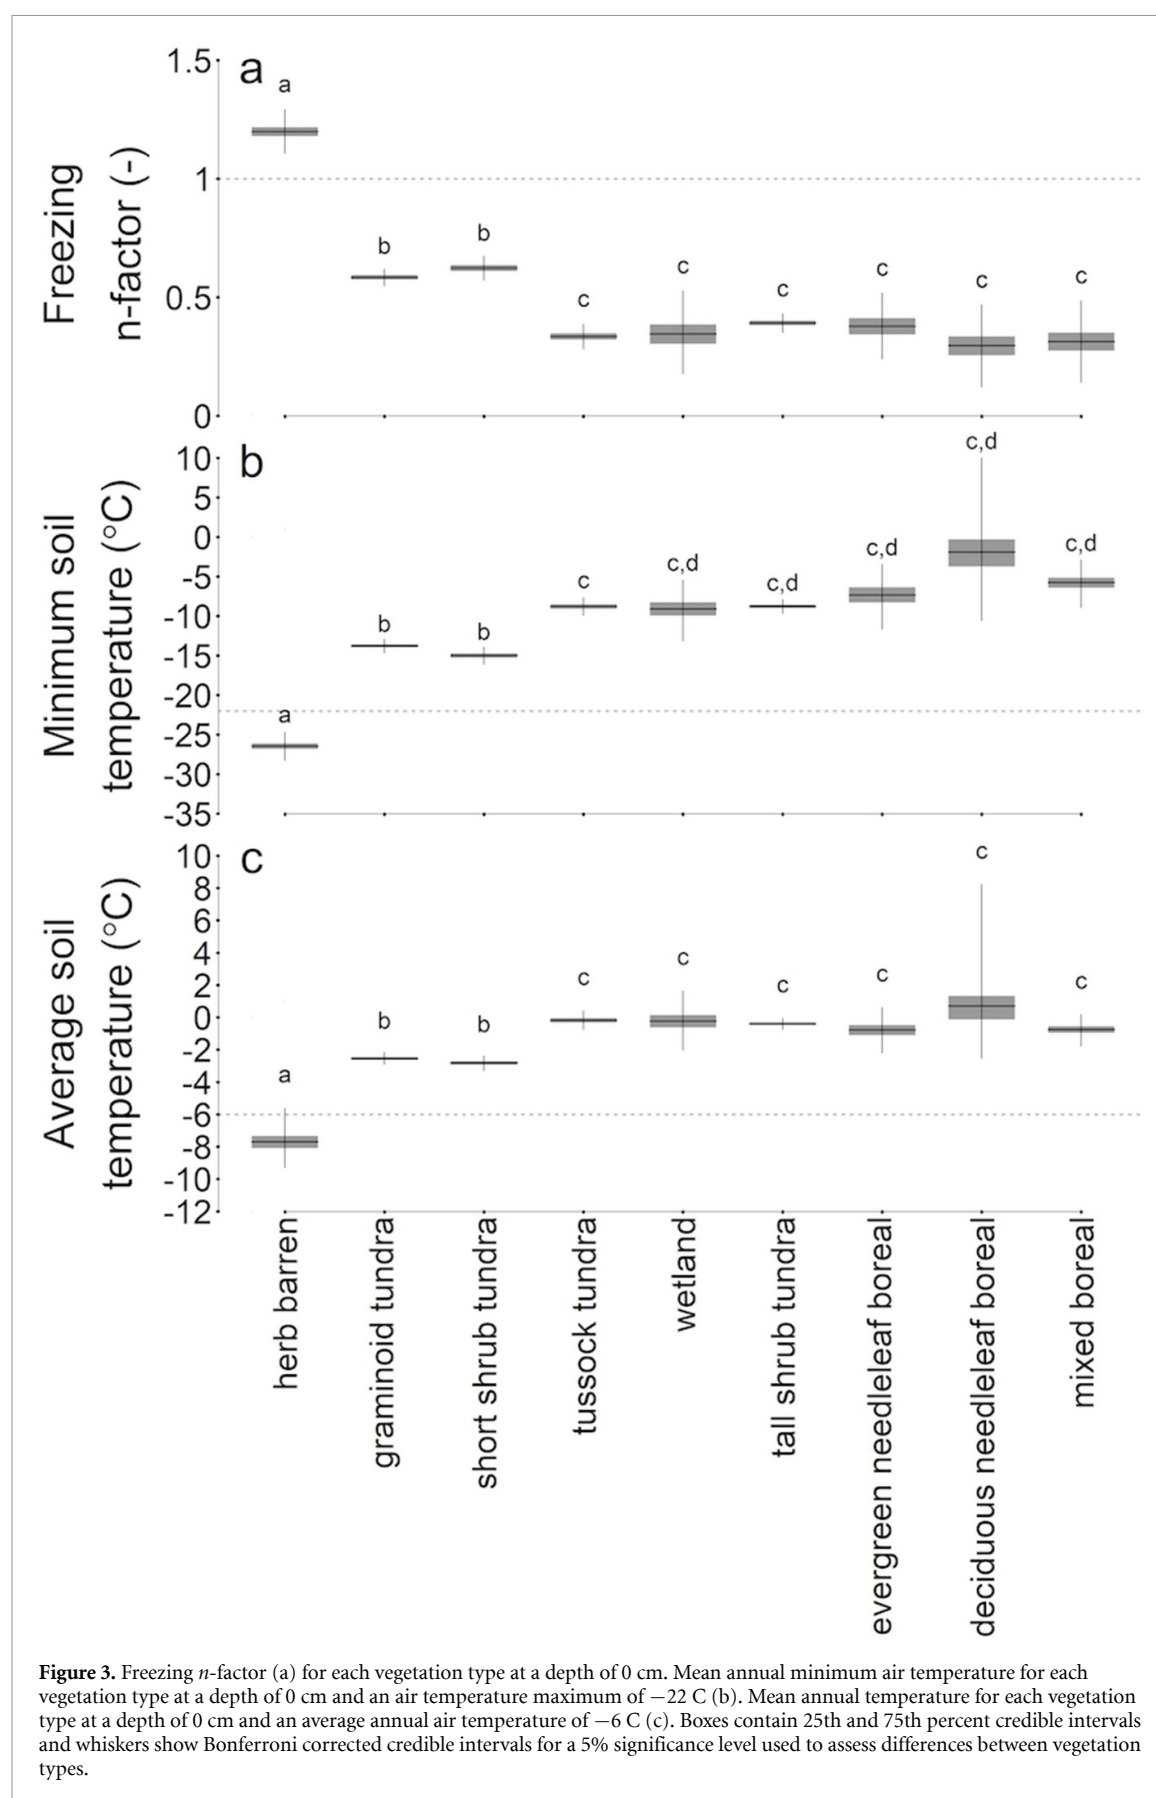 a
Freezing
n-factor (-)
1.5
1
0.5
0
a
b
b
c
c
c
c
c
c
b
Minimum soil
temperature (°C)
10
5
0
-5
-10
-15
-20
-25
-30
-35
a
b
b
c
c,d
c,d
c,d
c,d
c,d
c
Average soil
temperature (°C)
10
8
6
4
2
0
-2
-4
-6
-8
-10
-12
a
b
b
c
c
c
c
c
c
herb barren
graminoid tundra
short shrub tundra
tussock tundra
wetland
tall shrub tundra
evergreen needleleaf boreal
deciduous needleleaf boreal
mixed boreal
Figure 3. Freezing n-factor (a) for each vegetation type at a depth of 0 cm. Mean annual minimum air temperature for each
vegetation type at a depth of 0 cm and an air temperature maximum of −22 C (b). Mean annual temperature for each vegetation
type at a depth of 0 cm and an average annual air temperature of −6 C (c). Boxes contain 25th and 75th percent credible intervals
and whiskers show Bonferroni corrected credible intervals for a 5% significance level used to assess differences between vegetation
types.